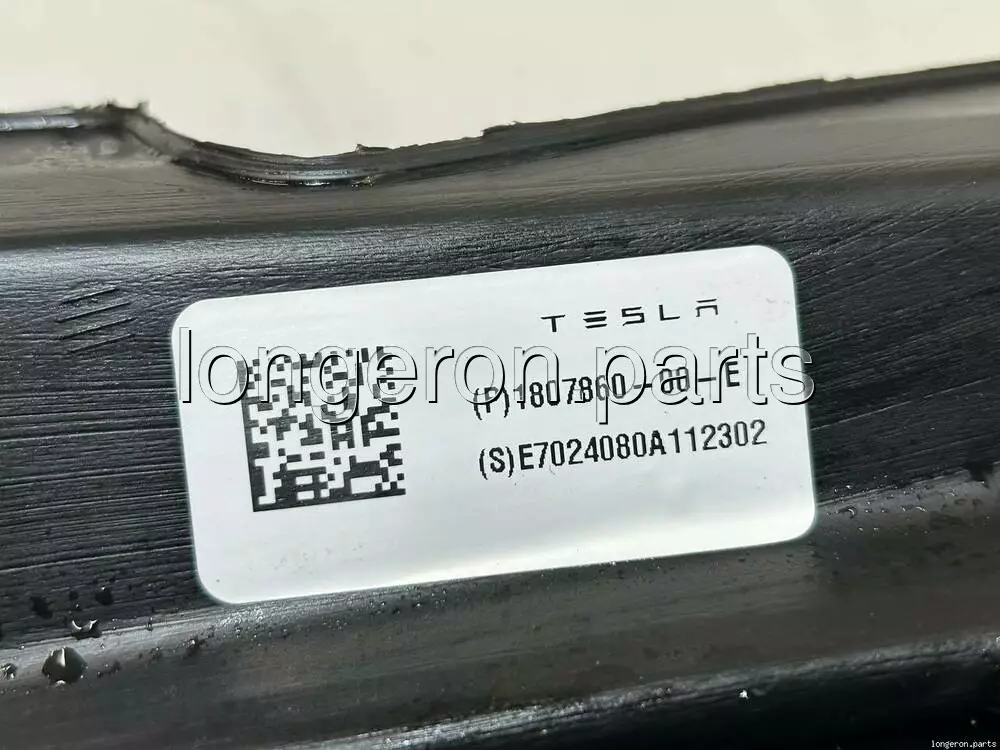 TESLA
longeron.parts
(P)1807860-00-E
(S)E7024080A112302
longeron.parts